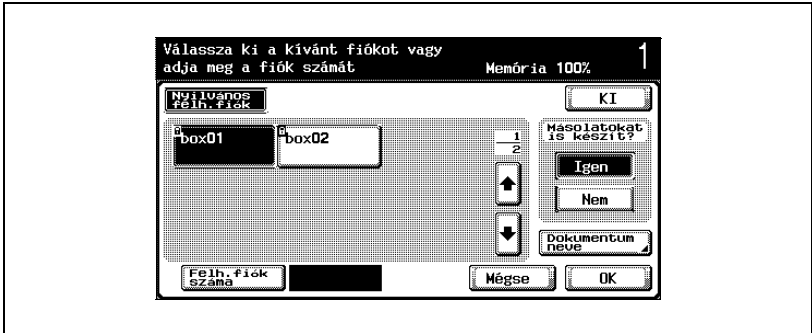 Válassza ki a kívánt fiókot vagy
adja meg a fiók számát
Memória 100%
1
Nyilvános
felh.fiók
KI
box01
box02
1
2
Másolatokat
is készít?
Igen
Nem
Dokumentum
neve
Felh.fiók
száma
Mégse
OK